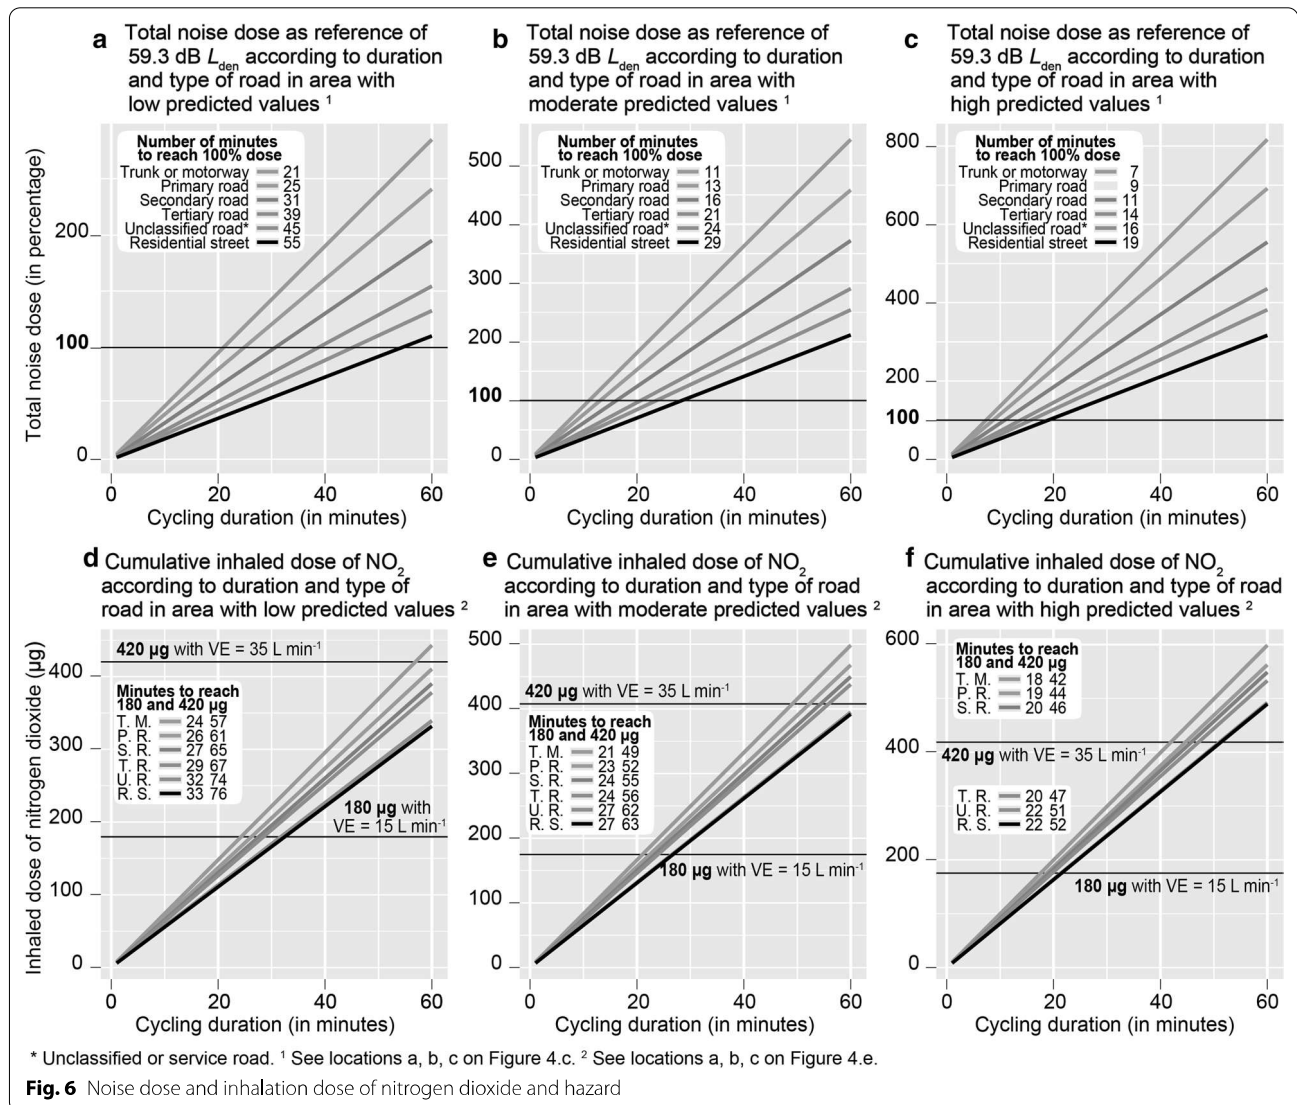 a Total noise dose as reference of
59.3 dB Lden according to duration
and type of road in area with
low predicted values 1
Number of minutes
to reach 100% dose
Trunk or motorway 21
Primary road 25
Secondary road 31
Tertiary road 39
Unclassified road* 45
Residential street 55
Total noise dose (in percentage)
200
100
0
0 20 40 60
Cycling duration (in minutes)
b Total noise dose as reference of
59.3 dB Lden according to duration
and type of road in area with
moderate predicted values 1
Number of minutes
to reach 100% dose
Trunk or motorway 11
Primary road 13
Secondary road 16
Tertiary road 21
Unclassified road* 24
Residential street 29
500
400
300
200
100
0
0 20 40 60
Cycling duration (in minutes)
c Total noise dose as reference of
59.3 dB Lden according to duration
and type of road in area with
high predicted values 1
Number of minutes
to reach 100% dose
Trunk or motorway 7
Primary road 9
Secondary road 11
Tertiary road 14
Unclassified road* 16
Residential street 19
800
600
400
200
100
0
0 20 40 60
Cycling duration (in minutes)
d Cumulative inhaled dose of NO2
according to duration and type of
road in area with low predicted values 2
420 µg with VE = 35 L min-1
Minutes to reach
180 and 420 µg
T. M. 24 57
P. R. 26 61
S. R. 27 65
T. R. 29 67
U. R. 32 74
R. S. 33 76
180 µg with
VE = 15 L min-1
Inhaled dose of nitrogen dioxide (µg)
400
300
200
100
0
0 20 40 60
Cycling duration (in minutes)
e Cumulative inhaled dose of NO2
according to duration and type of road
in area with moderate predicted values 2
420 µg with VE = 35 L min-1
Minutes to reach
180 and 420 µg
T. M. 21 49
P. R. 23 52
S. R. 24 55
T. R. 24 56
U. R. 27 62
R. S. 27 63
180 µg with VE = 15 L min-1
500
400
300
200
100
0
0 20 40 60
Cycling duration (in minutes)
f Cumulative inhaled dose of NO2
according to duration and type of road
in area with high predicted values 2
Minutes to reach
180 and 420 µg
T. M. 18 42
P. R. 19 44
S. R. 20 46
420 µg with VE = 35 L min-1
T. R. 20 47
U. R. 22 51
R. S. 22 52
180 µg with VE = 15 L min-1
600
400
200
0
0 20 40 60
Cycling duration (in minutes)
* Unclassified or service road. 1 See locations a, b, c on Figure 4.c. 2 See locations a, b, c on Figure 4.e.
Fig. 6 Noise dose and inhalation dose of nitrogen dioxide and hazard